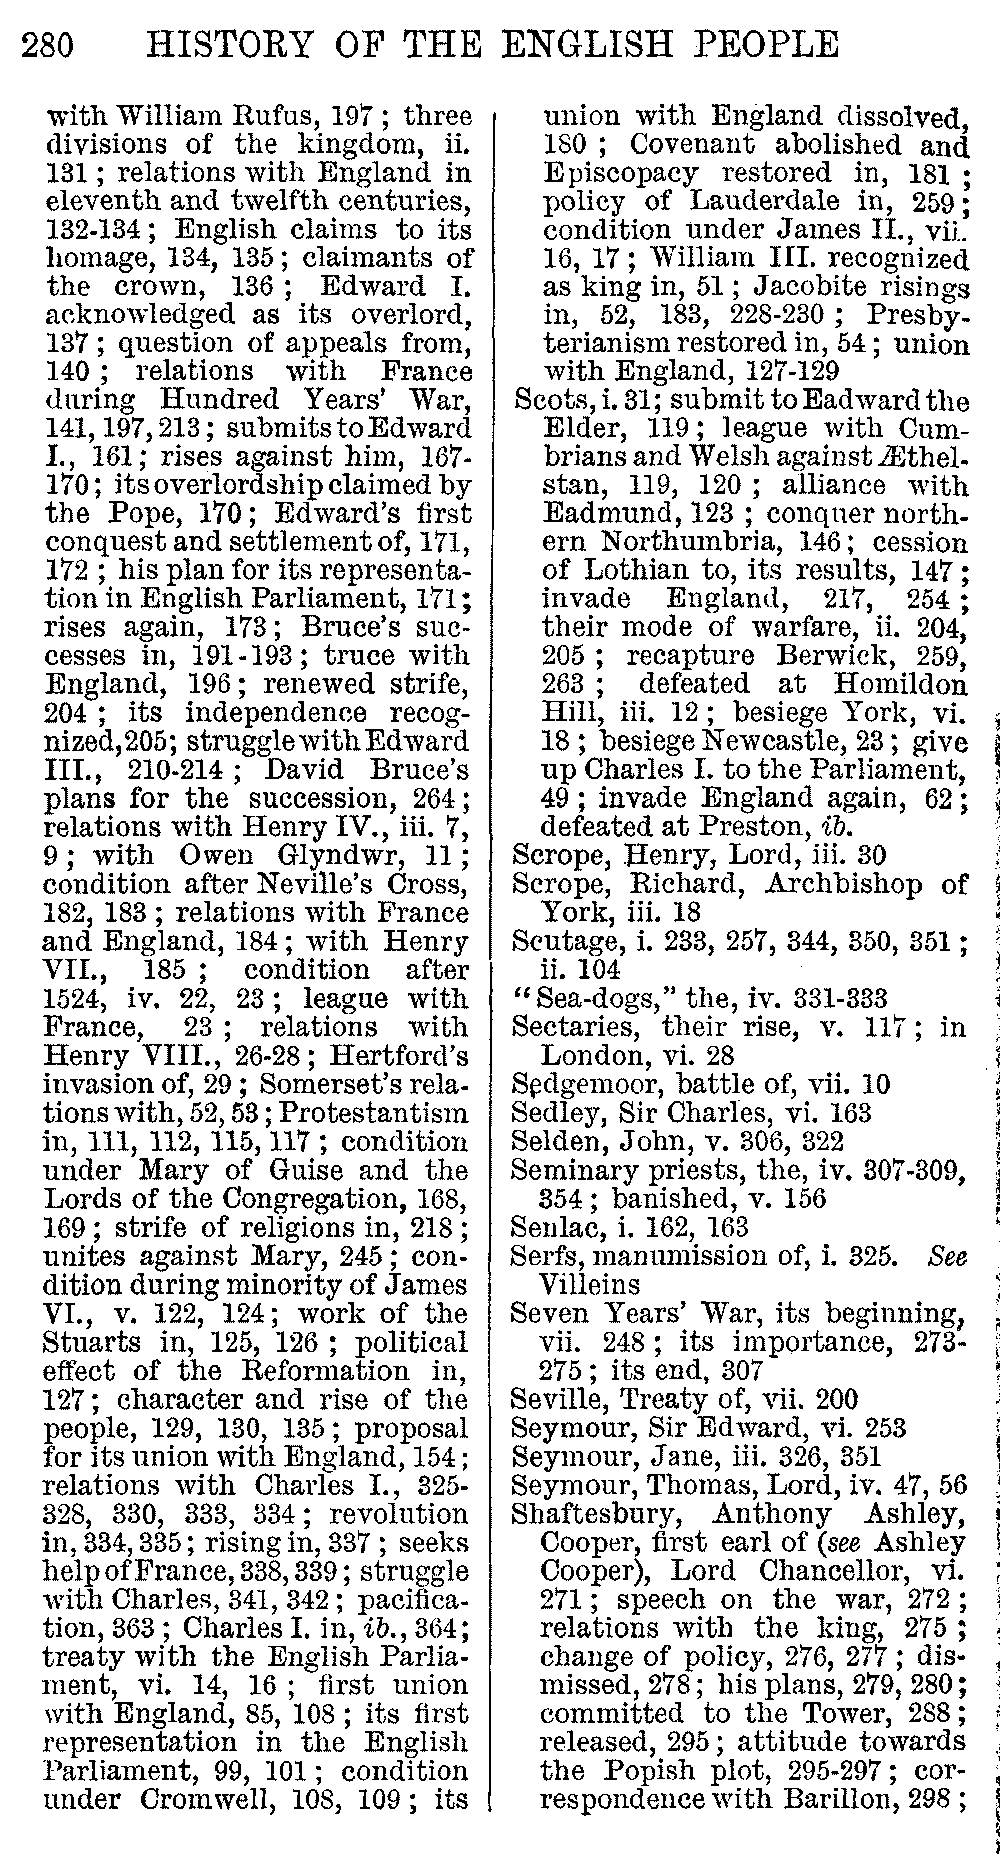 280 HISTORY OF THE ENGLISH PEOPLE
with William Rufus, 197 ; three
divisions of the kingdom, ii.
131 ; relations with England in
eleventh and twelfth centuries,
132-134 ; English claims to its
homage, 134, 135 ; claimants of
the crown, 136 ; Edward I.
acknowledged as its overlord,
137 ; question of appeals from,
140 ; relations with France
during Hundred Years' War,
141, 197, 213 ; submits to Edward
I., 161 ; rises against him, 167-
170 ; its overlordship claimed by
the Pope, 170 ; Edward's first
conquest and settlement of, 171,
172 ; his plan for its representa-
tion in English Parliament, 171 ;
rises again, 173 ; Bruce's suc-
cesses in, 191-193 ; truce with
England, 196 ; renewed strife,
204 ; its independence recog-
nized, 205 ; struggle with Edward
III., 210-214 ; David Bruce's
plans for the succession, 264 ;
relations with Henry IV., iii. 7,
9 ; with Owen Glyndwr, 11 ;
condition after Neville's Cross,
182, 183 ; relations with France
and England, 184 ; with Henry
VII., 185 ; condition after
1524, iv. 22, 23 ; league with
France, 23 ; relations with
Henry VIII., 26-28 ; Hertford's
invasion of, 29 ; Somerset's rela-
tions with, 52, 53 ; Protestantism
in, 111, 112, 115, 117 ; condition
under Mary of Guise and the
Lords of the Congregation, 168,
169 ; strife of religions in, 218 ;
unites against Mary, 245 ; con-
dition during minority of James
VI., v. 122, 124 ; work of the
Stuarts in, 125, 126 ; political
effect of the Reformation in,
127 ; character and rise of the
people, 129, 130, 135 ; proposal
for its union with England, 154 ;
relations with Charles I., 325-
328, 330, 333, 334 ; revolution
in, 334, 335 ; rising in, 337 ; seeks
help of France, 338, 339 ; struggle
with Charles, 341, 342 ; pacifica-
tion, 363 ; Charles I. in, ib., 364 ;
treaty with the English Parlia-
ment, vi. 14, 16 ; first union
with England, 85, 108 ; its first
representation in the English
Parliament, 99, 101 ; condition
under Cromwell, 108, 109 ; its
union with England dissolved,
180 ; Covenant abolished and
Episcopacy restored in, 181 ;
policy of Lauderdale in, 259 ;
condition under James II., vii.
16, 17 ; William III. recognized
as king in, 51 ; Jacobite risings
in, 52, 183, 228-230 ; Presby-
terianism restored in, 54 ; union
with England, 127-129
Scots, i. 31 ; submit to Eadward the
Elder, 119 ; league with Cum-
brians and Welsh against Æthel-
stan, 119, 120 ; alliance with
Eadmund, 123 ; conquer north-
ern Northumbria, 146 ; cession
of Lothian to, its results, 147 ;
invade England, 217, 254 ;
their mode of warfare, ii. 204,
205 ; recapture Berwick, 259,
263 ; defeated at Homildon
Hill, iii. 12 ; besiege York, vi.
18 ; besiege Newcastle, 23 ; give
up Charles I. to the Parliament,
49 ; invade England again, 62 ;
defeated at Preston, ib.
Scrope, Henry, Lord, iii. 30
Scrope, Richard, Archbishop of
York, iii. 18
Scutage, i. 233, 257, 344, 350, 351 ;
ii. 104
"Sea-dogs," the, iv. 331-333
Sectaries, their rise, v. 117 ; in
London, vi. 28
Sedgemoor, battle of, vii. 10
Sedley, Sir Charles, vi. 163
Selden, John, v. 306, 322
Seminary priests, the, iv. 307-309,
354 ; banished, v. 156
Senlac, i. 162, 163
Serfs, manumission of, i. 325. See
Villeins
Seven Years' War, its beginning,
vii. 248 ; its importance, 273-
275 ; its end, 307
Seville, Treaty of, vii. 200
Seymour, Sir Edward, vi. 253
Seymour, Jane, iii. 326, 351
Seymour, Thomas, Lord, iv. 47, 56
Shaftesbury, Anthony Ashley,
Cooper, first earl of (see Ashley
Cooper), Lord Chancellor, vi.
271 ; speech on the war, 272 ;
relations with the king, 275 ;
change of policy, 276, 277 ; dis-
missed, 278 ; his plans, 279, 280 ;
committed to the Tower, 288 ;
released, 295 ; attitude towards
the Popish plot, 295-297 ; cor-
respondence with Barillon, 298 ;